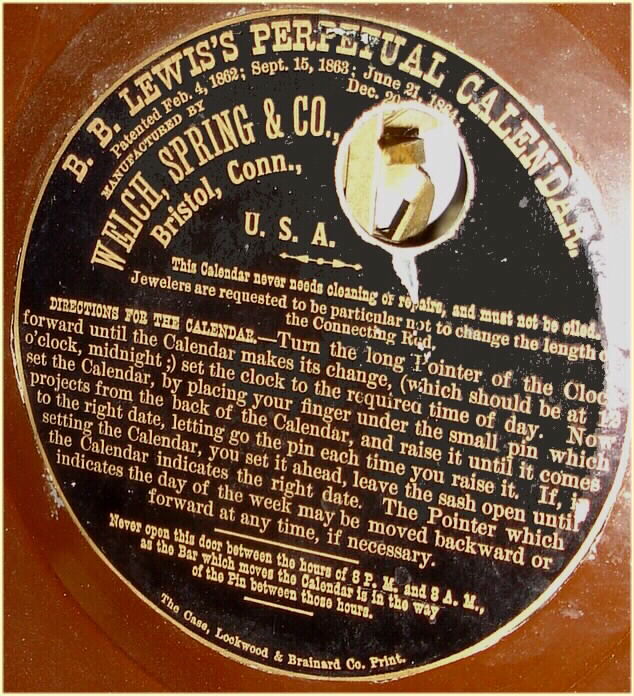 B. B. LEWIS'S PERPETUAL CALENDAR.
Patented Feb. 4, 1862; Sept. 15, 1863; June 21,
Dec. 20
MANUFACTURED BY
WELCH, SPRING & CO.,
Bristol, Conn.,
U. S. A.
This Calendar never needs cleaning or repairs, and must not be oiled.
Jewelers are requested to be particular not to change the length
the Connecting Rod.
DIRECTIONS FOR THE CALENDAR.—Turn the long Pointer of the Cloc
forward until the Calendar makes its change, (which should be at 12
o'clock, midnight;) set the clock to the required time of day. Now
set the Calendar, by placing your finger under the small pin which
projects from the back of the Calendar, and raise it until it comes
to the right date, letting go the pin each time you raise it. If, i
setting the Calendar, you set it ahead, leave the sash open until
the Calendar indicates the right date. The Pointer which
indicates the day of the week may be moved backward or
forward at any time, if necessary.
Never open this door between the hours of 8 P. M. and 8 A. M.,
as the Bar which moves the Calendar is in the way
of the Pin between those hours.
The Case, Lockwood & Brainard Co. Print.